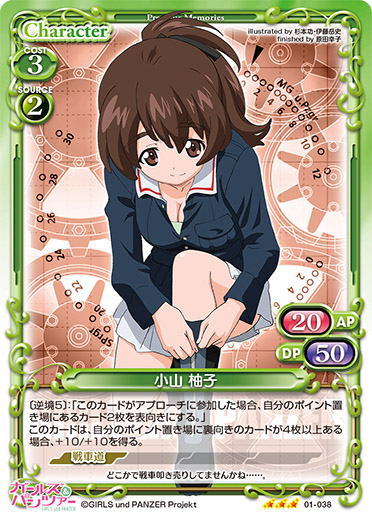 Precious Memories
Character
illustrated by 杉本功・伊藤岳史
finished by 原田幸子
COST
3
SOURCE
2
20 AP
DP 50
小山 柚子
[逆境5]:「このカードがアプローチに参加した場合、自分のポイント置
き場にあるカード2枚を表向きにする。」
このカードは、自分のポイント置き場に裏向きのカードが4枚以上ある
場合、+10/+10を得る。
戦車道
どこかで戦車叩き売りしてませんかね……。
ガールズ&
パンツァー
GIRLS und PANZER
©GIRLS und PANZER Projekt
★★★ 01-038